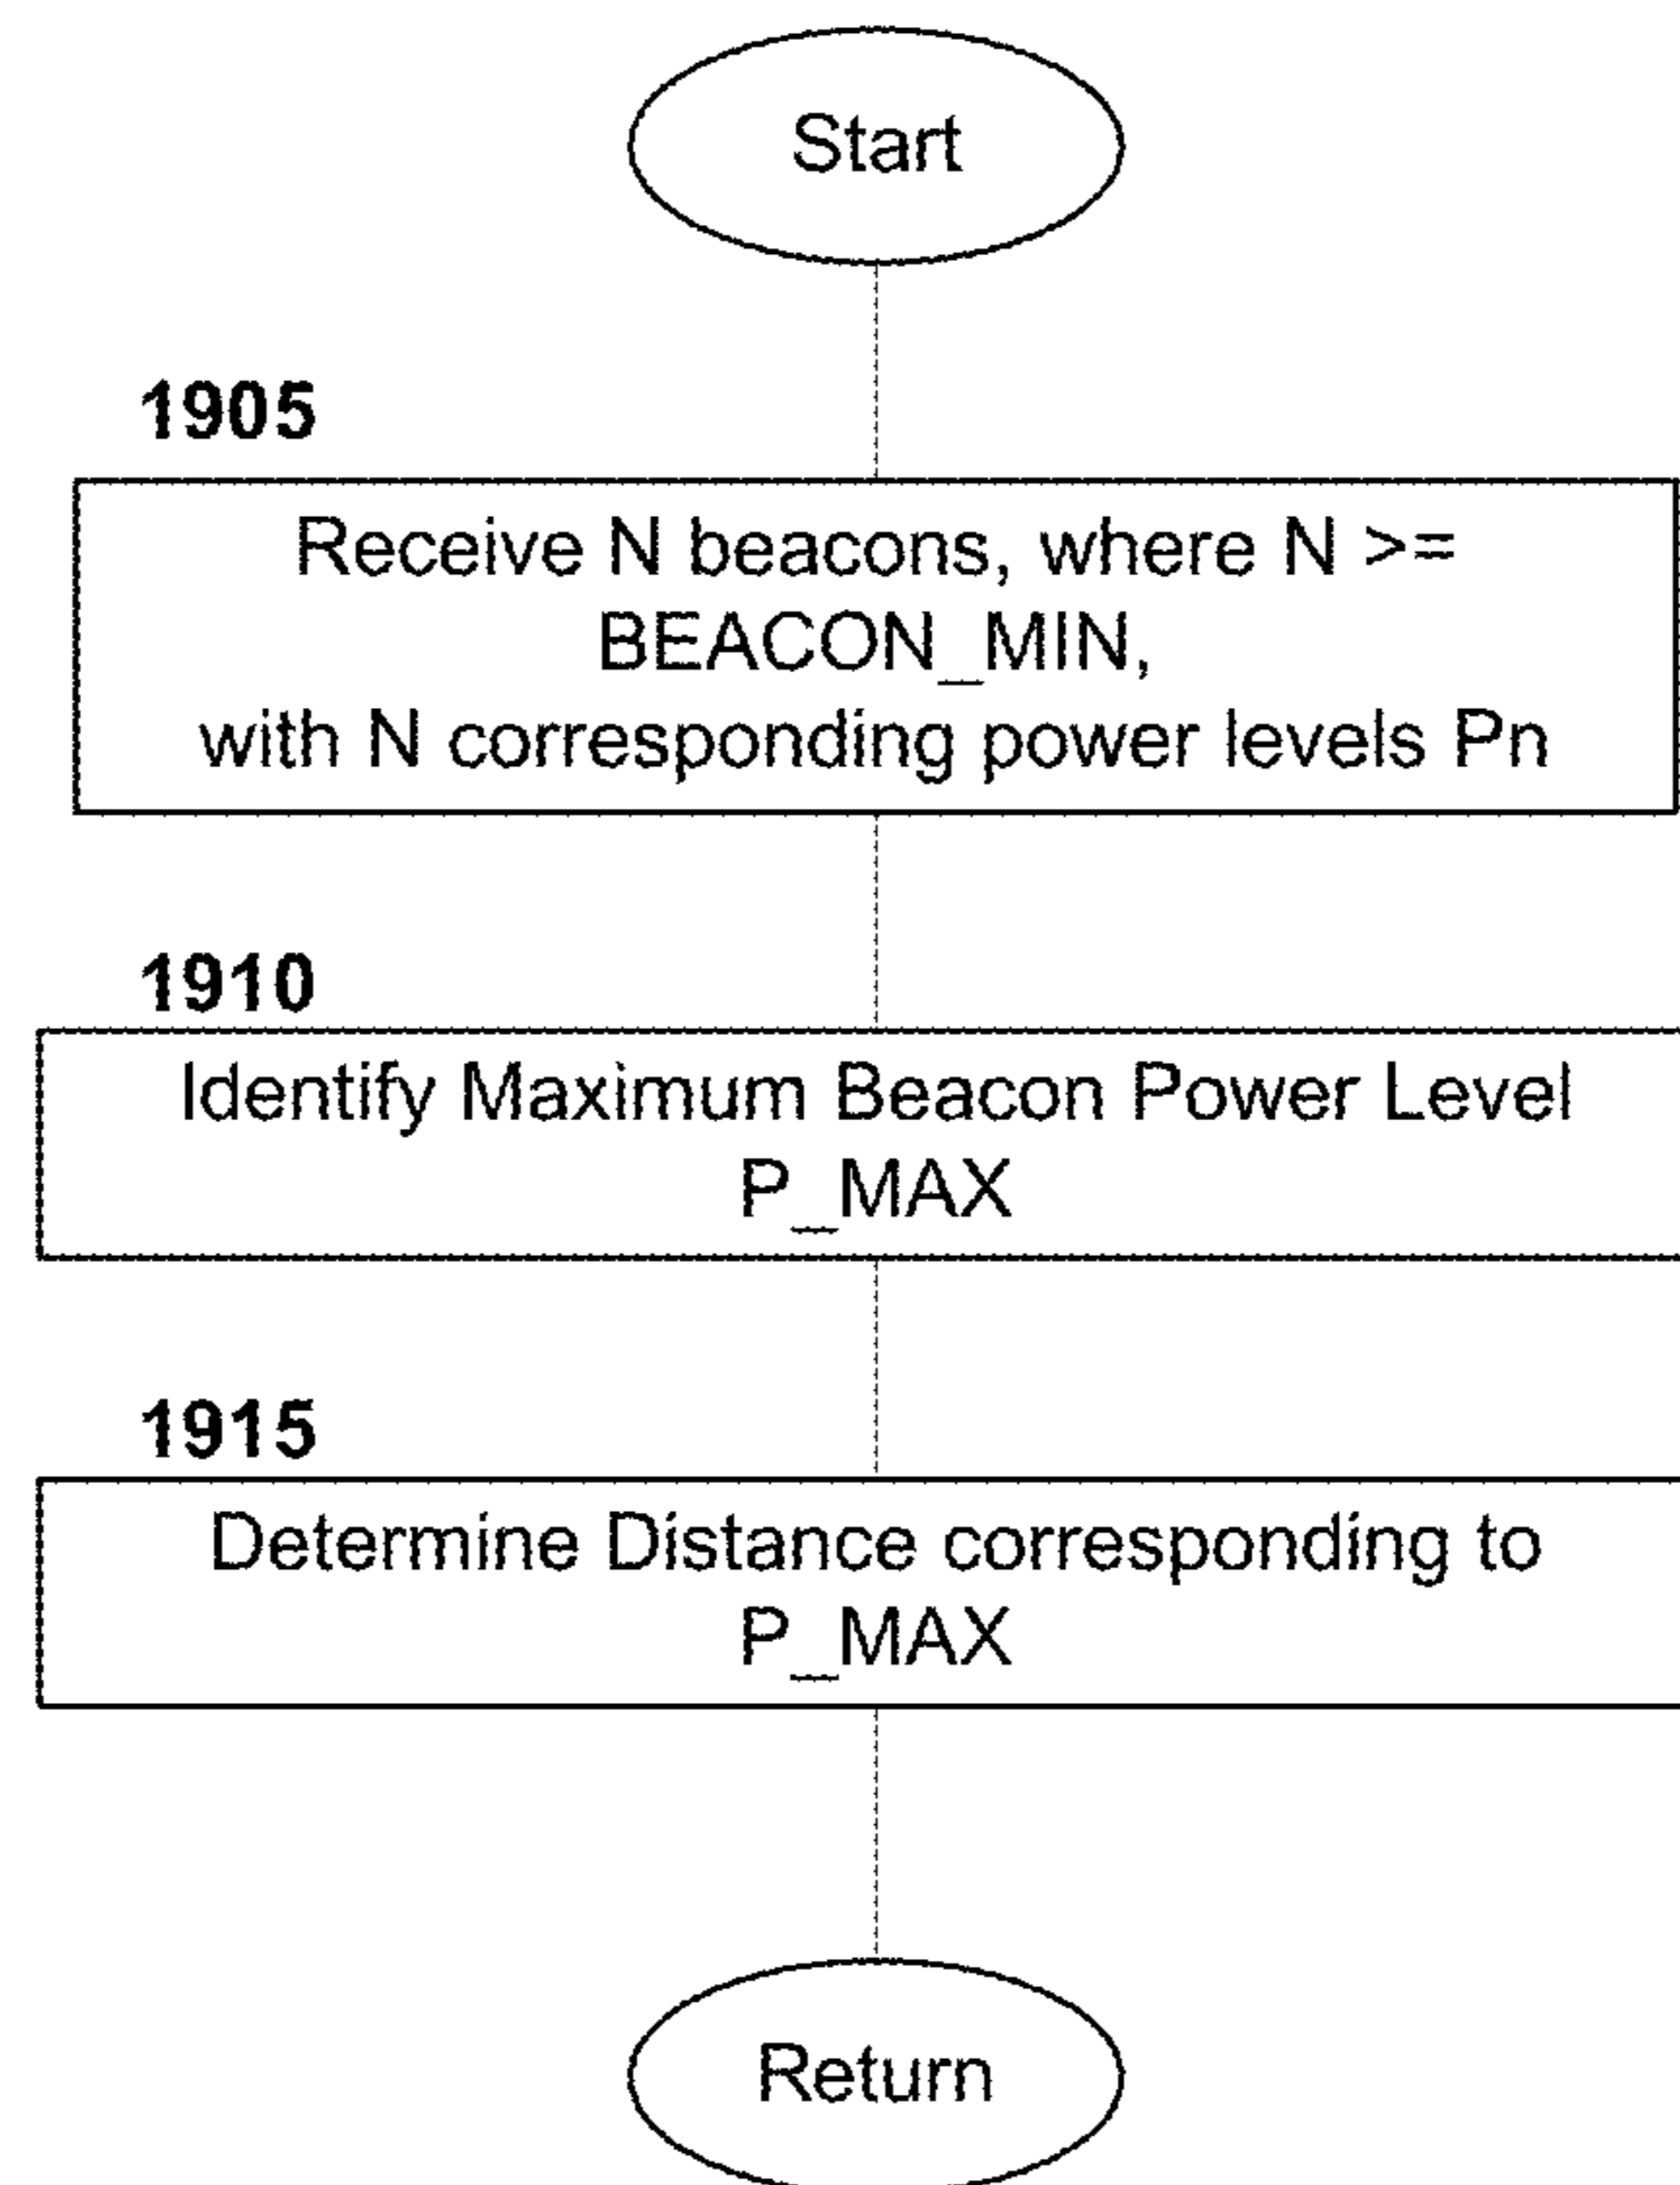 Start
1905
Receive N beacons, where N >=
BEACON_MIN,
with N corresponding power levels Pn
1910
Identify Maximum Beacon Power Level
P_MAX
1915
Determine Distance corresponding to
P_MAX
Return